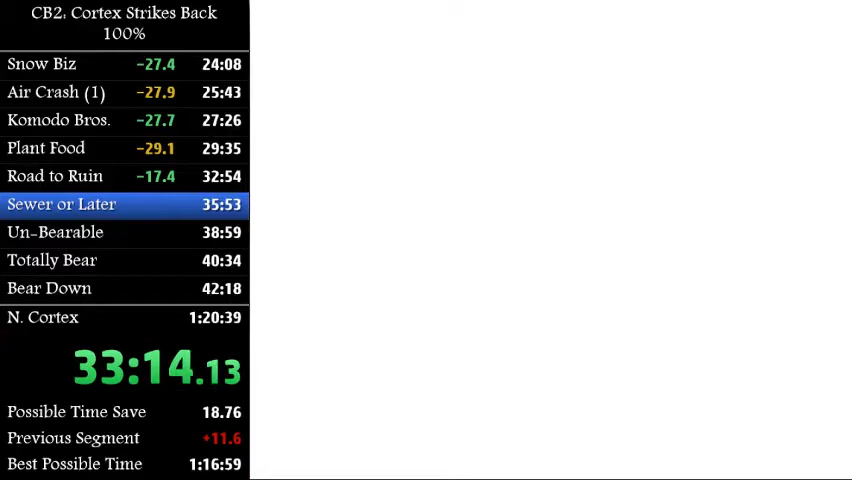 CB2: Cortex Strikes Back
100%
Snow Biz -27.4 24:08
Air Crash (1) -27.9 25:43
Komodo Bros. -27.7 27:26
Plant Food -29.1 29:35
Road to Ruin -17.4 32:54
Sewer or Later 35:53
Un-Bearable 38:59
Totally Bear 40:34
Bear Down 42:18
N. Cortex 1:20:39
33:14.13
Possible Time Save 18.76
Previous Segment +11.6
Best Possible Time 1:16:59